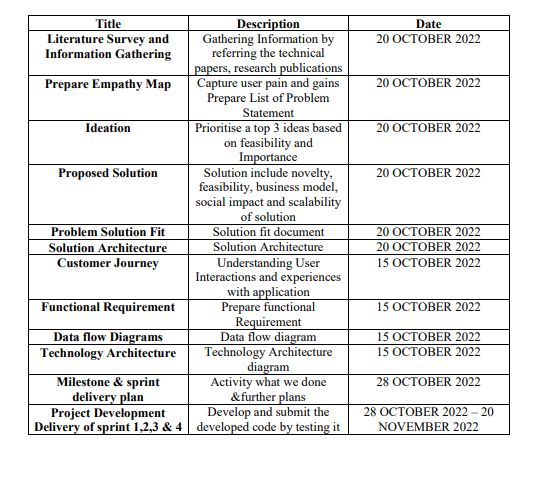 Title Description Date
Literature Survey and Gathering Information by 20 OCTOBER 2022
Information Gathering referring the technical
papers, research publications
Prepare Empathy Map Capture user pain and gains 20 OCTOBER 2022
Prepare List of Problem
Statement
Ideation Prioritise a top 3 ideas based 20 OCTOBER 2022
on feasibility and
Importance
Proposed Solution Solution include novelty, 20 OCTOBER 2022
feasibility, business model,
social impact and scalability
of solution
Problem Solution Fit Solution fit document 20 OCTOBER 2022
Solution Architecture Solution Architecture 20 OCTOBER 2022
Customer Journey Understanding User 15 OCTOBER 2022
Interactions and experiences
with application
Functional Requirement Prepare functional 15 OCTOBER 2022
Requirement
Data flow Diagrams Data flow diagram 15 OCTOBER 2022
Technology Architecture Technology Architecture 15 OCTOBER 2022
diagram
Milestone & sprint Activity what we done 28 OCTOBER 2022
delivery plan &further plans
Project Development Develop and submit the 28 OCTOBER 2022 – 20
Delivery of sprint 1,2,3 & 4 developed code by testing it NOVEMBER 2022